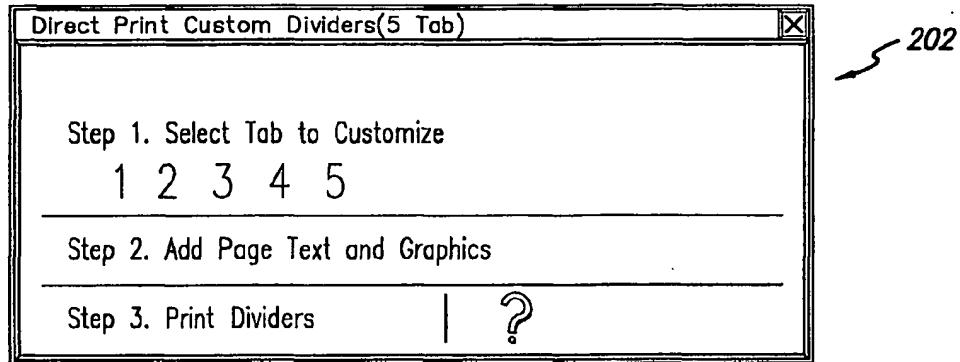 Direct Print Custom Dividers(5 Tab)
202
Step 1. Select Tab to Customize
1 2 3 4 5
Step 2. Add Page Text and Graphics
Step 3. Print Dividers | ?